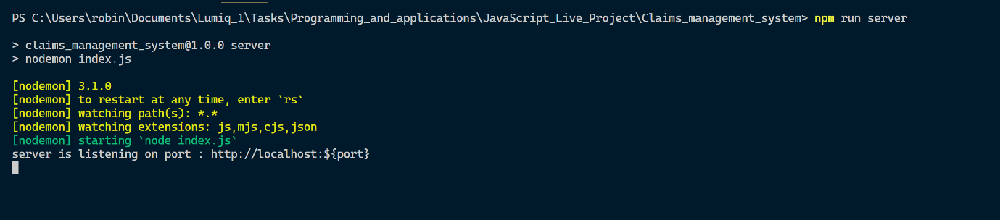 PS C:\Users\robin\Documents\Lumiq_1\Tasks\Programming_and_applications\JavaScript_Live_Project\Claims_management_system> npm run server
> claims_management_system@1.0.0 server
> nodemon index.js
[nodemon] 3.1.0
[nodemon] to restart at any time, enter `rs`
[nodemon] watching path(s): *.*
[nodemon] watching extensions: js,mjs,cjs,json
[nodemon] starting `node index.js`
server is listening on port : http://localhost:${port}